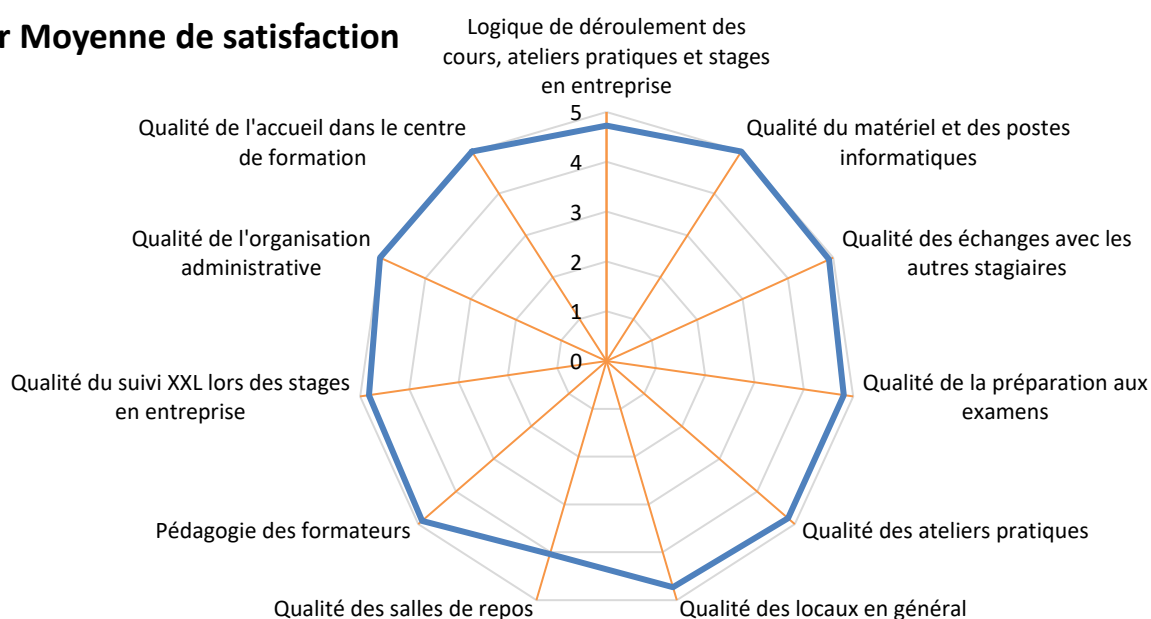 r Moyenne de satisfaction
Logique de déroulement des
cours, ateliers pratiques et stages
en entreprise
Qualité du matériel et des postes
informatiques
Qualité des échanges avec les
autres stagiaires
Qualité de la préparation aux
examens
Qualité des ateliers pratiques
Qualité des locaux en général
Qualité des salles de repos
Pédagogie des formateurs
Qualité du suivi XXL lors des stages
en entreprise
Qualité de l'organisation
administrative
Qualité de l'accueil dans le centre
de formation
5
4
3
2
1
0